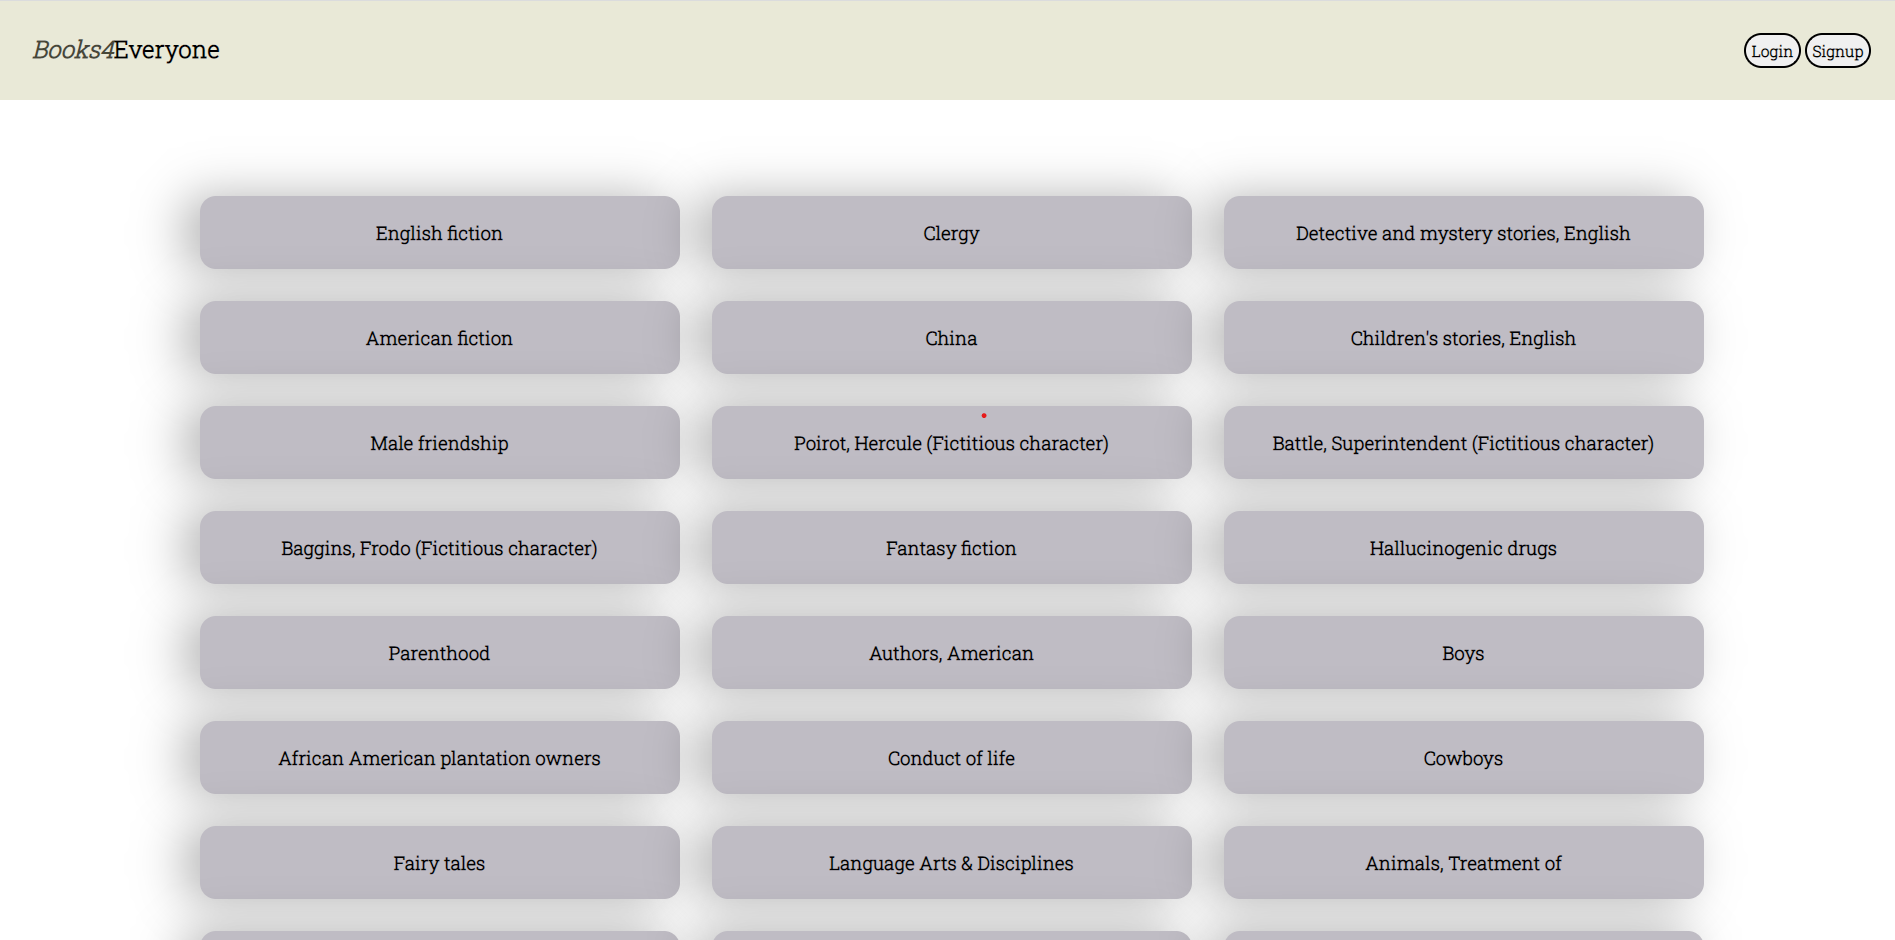 Books4Everyone
Login Signup
English fiction
Clergy
Detective and mystery stories, English
American fiction
China
Children's stories, English
Male friendship
Poirot, Hercule (Fictitious character)
Battle, Superintendent (Fictitious character)
Baggins, Frodo (Fictitious character)
Fantasy fiction
Hallucinogenic drugs
Parenthood
Authors, American
Boys
African American plantation owners
Conduct of life
Cowboys
Fairy tales
Language Arts & Disciplines
Animals, Treatment of